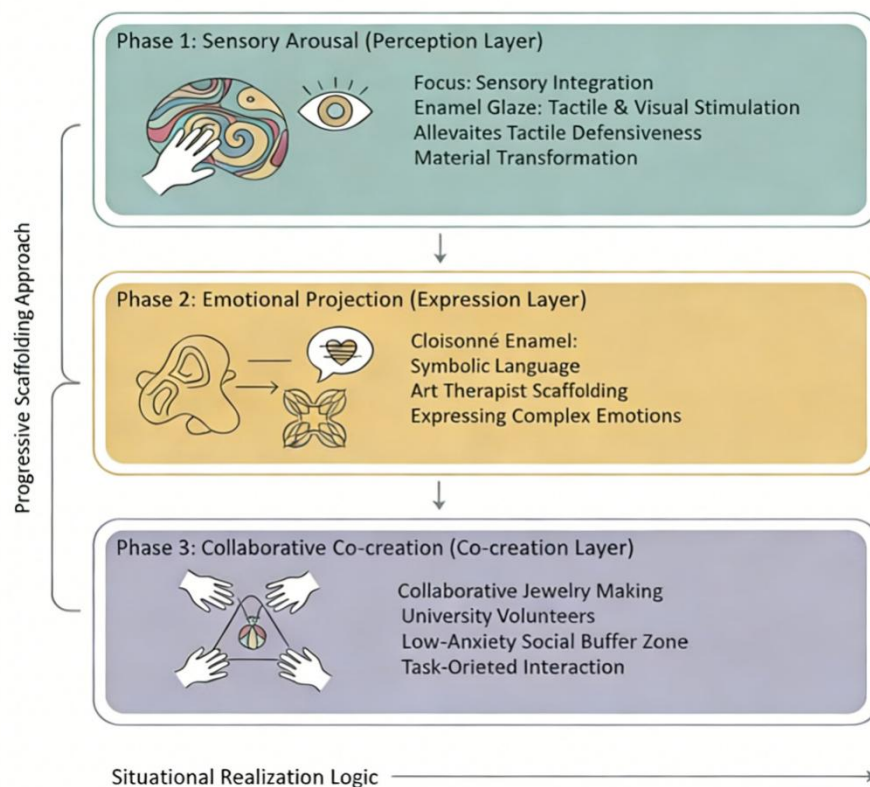 Phase 1: Sensory Arousal (Perception Layer)
Focus: Sensory Integration
Enamel Glaze: Tactile & Visual Stimulation
Allevaites Tactile Defensiveness
Material Transformation
Progressive Scaffolding Approach
Phase 2: Emotional Projection (Expression Layer)
Cloisonné Enamel:
Symbolic Language
Art Therapist Scaffolding
Expressing Complex Emotions
Phase 3: Collaborative Co-creation (Co-creation Layer)
Collaborative Jewelry Making
University Volunteers
Low-Anxiety Social Buffer Zone
Task-Orieted Interaction
Situational Realization Logic